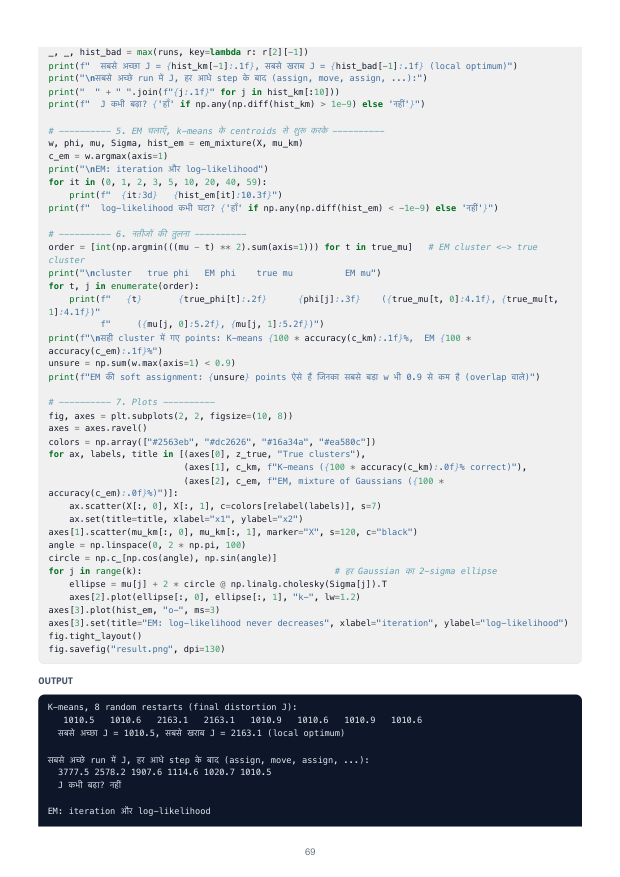 _, _, hist_bad = max(runs, key=lambda r: r[2][-1])
print(f"  सबसे अच्छा J = {hist_km[-1]:.1f}, सबसे खराब J = {hist_bad[-1]:.1f} (local optimum)")
print("\nसबसे अच्छे run में J, हर आधे step के बाद (assign, move, assign, ...):")
print("  " + " ".join(f"{j:.1f}" for j in hist_km[:10]))
print(f"  J कभी बढ़ा? {'हाँ' if np.any(np.diff(hist_km) > 1e-9) else 'नहीं'}")
# ---------- 5. EM चलाएँ, k-means के centroids से शुरू करके ----------
w, phi, mu, Sigma, hist_em = em_mixture(X, mu_km)
c_em = w.argmax(axis=1)
print("\nEM: iteration और log-likelihood")
for it in (0, 1, 2, 3, 5, 10, 20, 40, 59):
    print(f"  {it:3d}   {hist_em[it]:10.3f}")
print(f"  log-likelihood कभी घटा? {'हाँ' if np.any(np.diff(hist_em) < -1e-9) else 'नहीं'}")
# ---------- 6. नतीजों की तुलना ----------
order = [int(np.argmin(((mu - t) ** 2).sum(axis=1))) for t in true_mu]   # EM cluster <-> true
cluster
print("\ncluster   true phi   EM phi    true mu          EM mu")
for t, j in enumerate(order):
    print(f"   {t}       {true_phi[t]:.2f}      {phi[j]:.3f}    ({true_mu[t, 0]:4.1f}, {true_mu[t,
1]:4.1f})"
          f"     ({mu[j, 0]:5.2f}, {mu[j, 1]:5.2f})")
print(f"\nसही cluster में गए points: K-means {100 * accuracy(c_km):.1f}%,  EM {100 *
accuracy(c_em):.1f}%")
unsure = np.sum(w.max(axis=1) < 0.9)
print(f"EM की soft assignment: {unsure} points ऐसे हैं जिनका सबसे बड़ा w भी 0.9 से कम है (overlap वाले)")
# ---------- 7. Plots ----------
fig, axes = plt.subplots(2, 2, figsize=(10, 8))
axes = axes.ravel()
colors = np.array(["#2563eb", "#dc2626", "#16a34a", "#ea580c"])
for ax, labels, title in [(axes[0], z_true, "True clusters"),
                          (axes[1], c_km, f"K-means ({100 * accuracy(c_km):.0f}% correct)"),
                          (axes[2], c_em, f"EM, mixture of Gaussians ({100 *
accuracy(c_em):.0f}%)")]:
    ax.scatter(X[:, 0], X[:, 1], c=colors[relabel(labels)], s=7)
    ax.set(title=title, xlabel="x1", ylabel="x2")
axes[1].scatter(mu_km[:, 0], mu_km[:, 1], marker="X", s=120, c="black")
angle = np.linspace(0, 2 * np.pi, 100)
circle = np.c_[np.cos(angle), np.sin(angle)]
for j in range(k):                                     # हर Gaussian का 2-sigma ellipse
    ellipse = mu[j] + 2 * circle @ np.linalg.cholesky(Sigma[j]).T
    axes[2].plot(ellipse[:, 0], ellipse[:, 1], "k-", lw=1.2)
axes[3].plot(hist_em, "o-", ms=3)
axes[3].set(title="EM: log-likelihood never decreases", xlabel="iteration", ylabel="log-likelihood")
fig.tight_layout()
fig.savefig("result.png", dpi=130)
OUTPUT
K-means, 8 random restarts (final distortion J):
   1010.5   1010.6   2163.1   2163.1   1010.9   1010.6   1010.9   1010.6
  सबसे अच्छा J = 1010.5, सबसे खराब J = 2163.1 (local optimum)
सबसे अच्छे run में J, हर आधे step के बाद (assign, move, assign, ...):
  3777.5 2578.2 1907.6 1114.6 1020.7 1010.5
  J कभी बढ़ा? नहीं
EM: iteration और log-likelihood
69